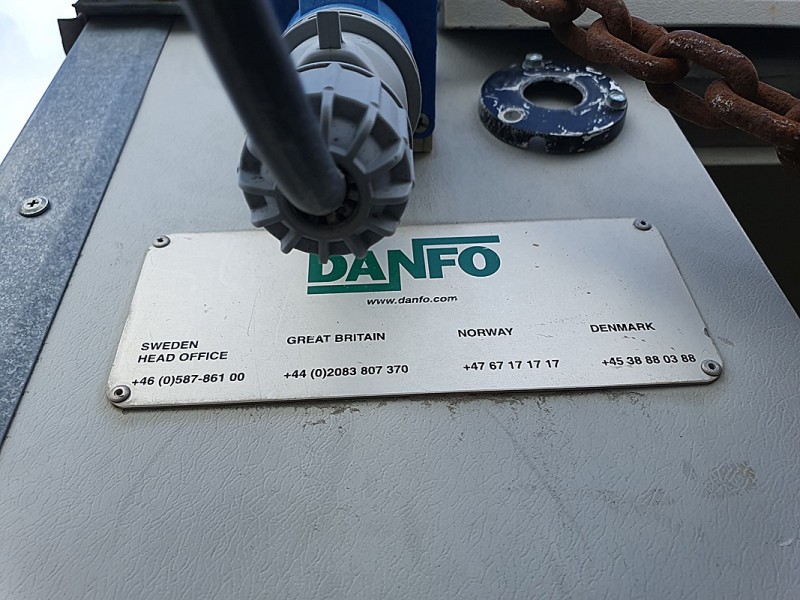 DANFO
www.danfo.com
SWEDEN
HEAD OFFICE
+46 (0)587-861 00
GREAT BRITAIN
+44 (0)2083 807 370
NORWAY
+47 67 17 17 17
DENMARK
+45 38 88 03 88